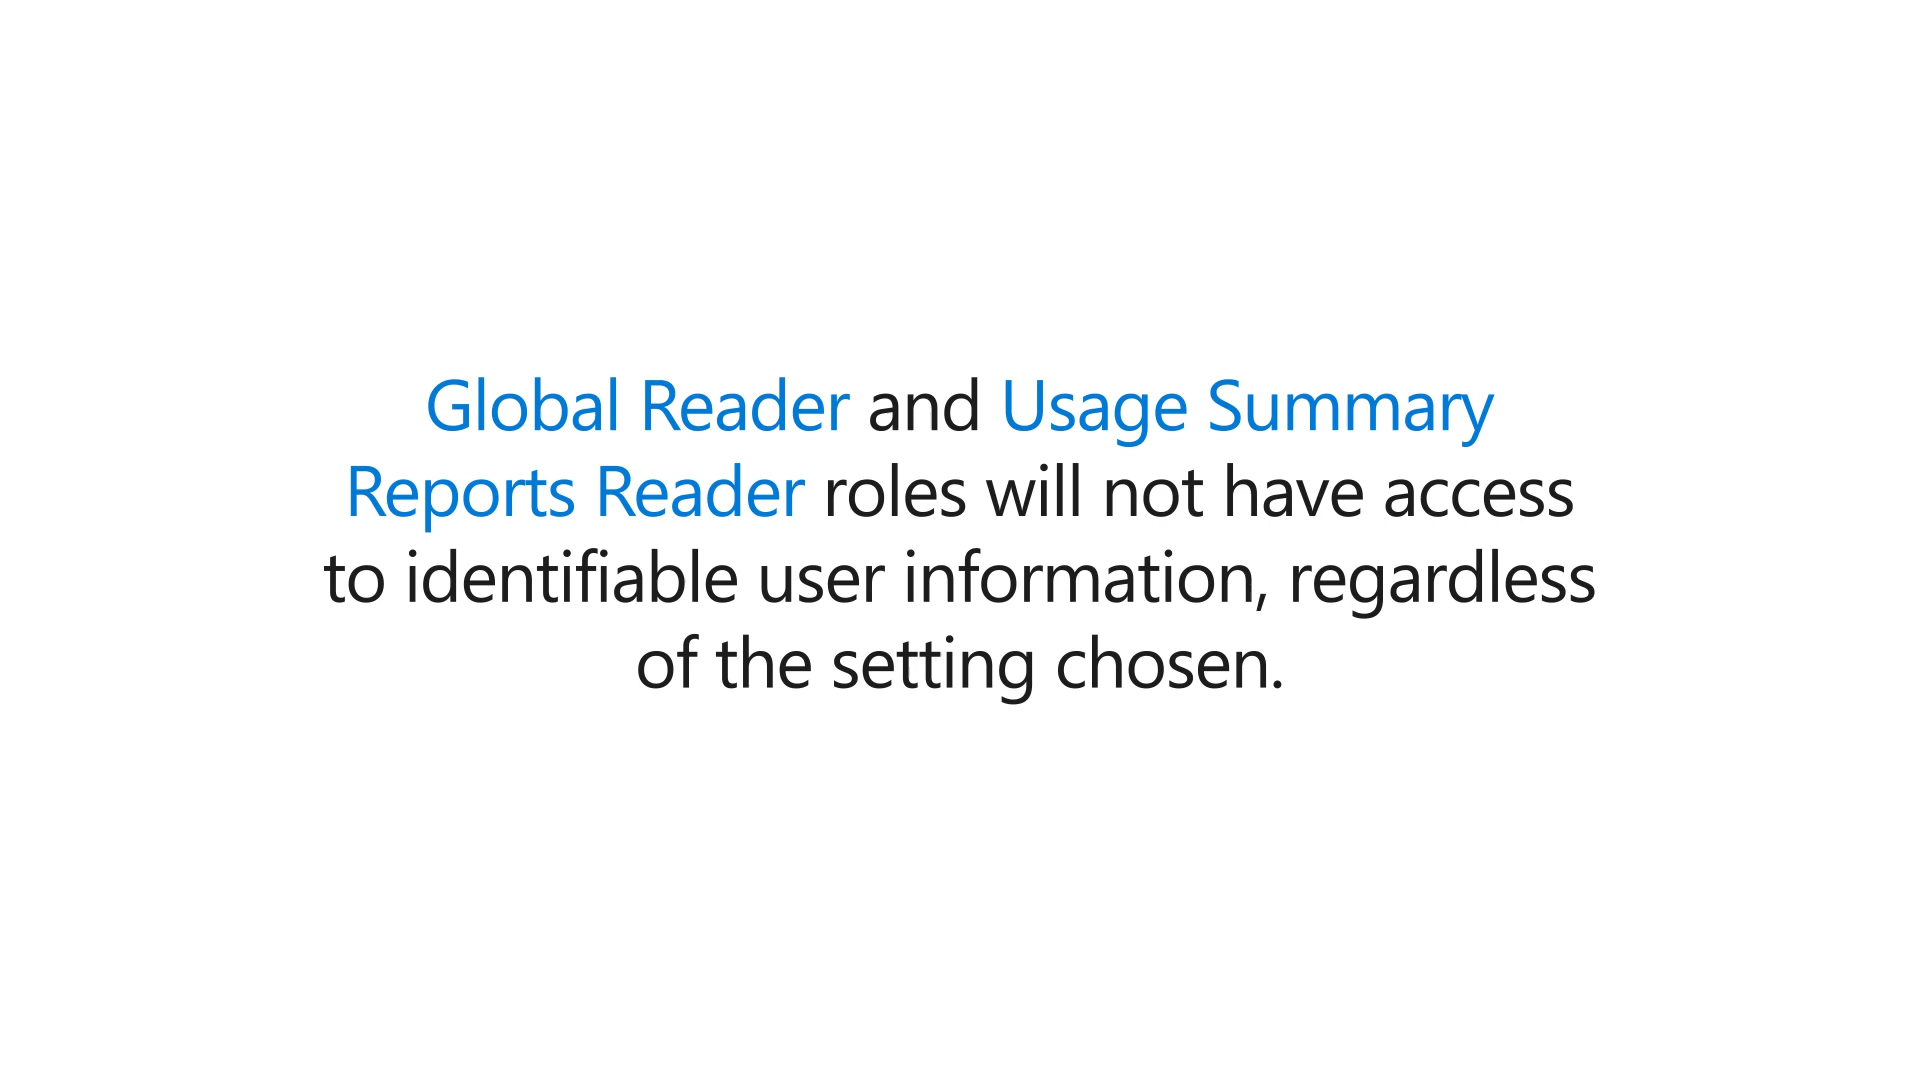 Global Reader and Usage Summary
Reports Reader roles will not have access
to identifiable user information, regardless
of the setting chosen.